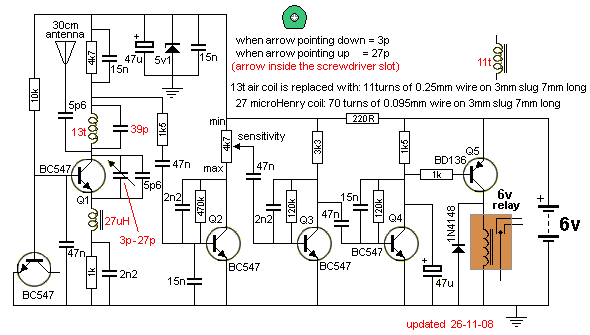 30cm
antenna
4k7
15n
47u
5v1
15n
when arrow pointing down = 3p
when arrow pointing up = 27p
(arrow inside the screwdriver slot)
11t
13t air coil is replaced with: 11turns of 0.25mm wire on 3mm slug 7mm long
27 microHenry coil: 70 turns of 0.095mm wire on 3mm slug 7mm long
10k
5p6
13t
39p
1k5
min
4k7
sensitivity
max
220R
3k3
1k5
BD136
Q5
BC547
47n
47n
15n
1k
Q1
5p6
2n2
470k
Q2
2n2
120k
47n
Q3
120k
Q4
1N4148
6v
relay
+
6v
27uH
3p-27p
47n
1k
2n2
15n
BC547
BC547
BC547
BC547
+
47u
updated 26-11-08